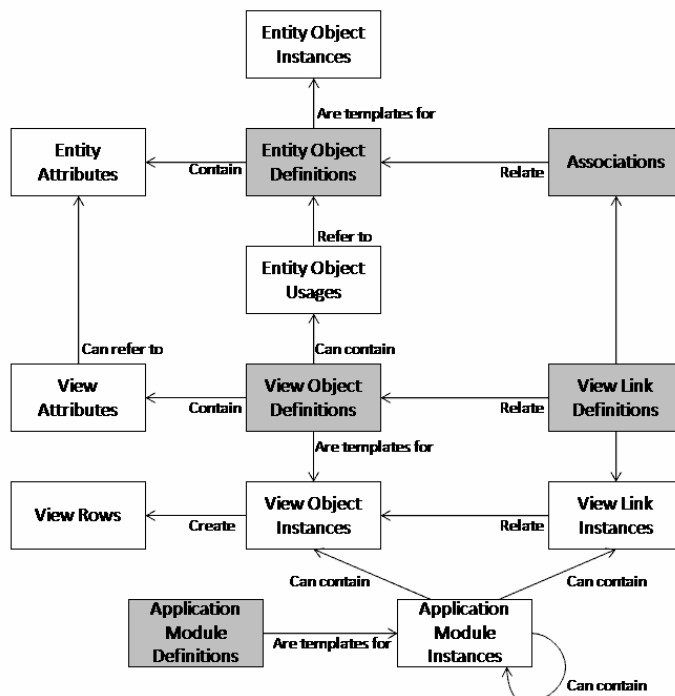 Entity Object
Instances
Are templates for
Entity
Attributes
Contain
Entity Object
Definitions
Relate
Associations
Refer to
Entity Object
Usages
Can refer to
Can contain
View
Attributes
Contain
View Object
Definitions
Relate
View Link
Definitions
Are templates for
View Rows
Create
View Object
Instances
Relate
View Link
Instances
Can contain
Can contain
Application
Module
Definitions
Are templates for
Application
Module
Instances
Can contain